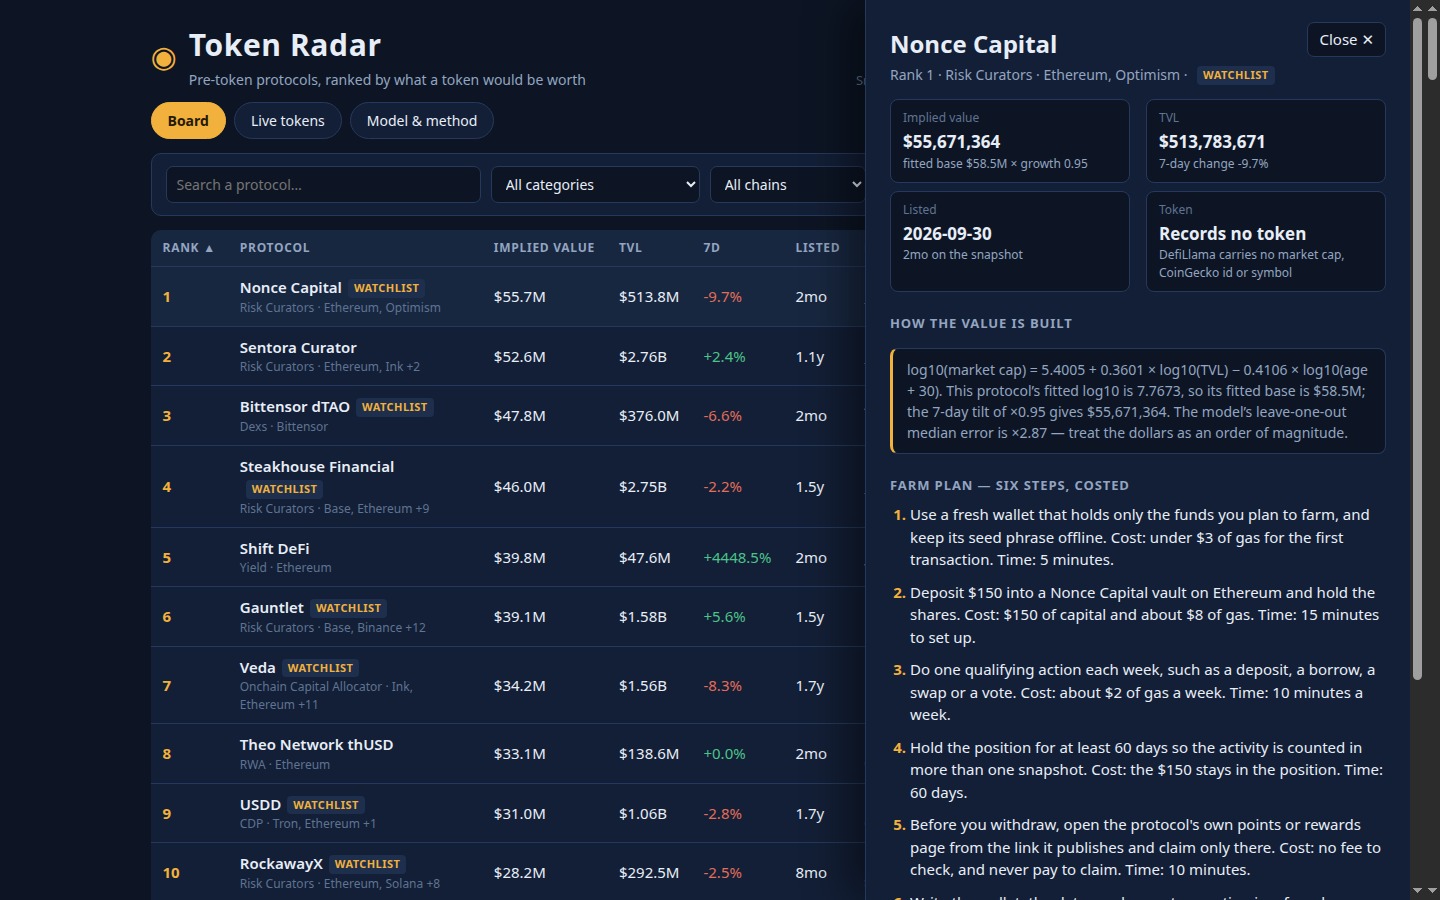 Token Radar
Pre-token protocols, ranked by what a token would be worth
Board
Live tokens
Model & method
Search a protocol...
All categories
All chains
RANK ▲ PROTOCOL IMPLIED VALUE TVL 7D LISTED
1 Nonce Capital WATCHLIST $55.7M $513.8M -9.7% 2mo
Risk Curators · Ethereum, Optimism
2 Sentora Curator $52.6M $2.76B +2.4% 1.1y
Risk Curators · Ethereum, Ink +2
3 Bittensor dTAO WATCHLIST $47.8M $376.0M -6.6% 2mo
Dexs · Bittensor
4 Steakhouse Financial $46.0M $2.75B -2.2% 1.5y
WATCHLIST
Risk Curators · Base, Ethereum +9
5 Shift DeFi $39.8M $47.6M +4448.5% 2mo
Yield · Ethereum
6 Gauntlet WATCHLIST $39.1M $1.58B +5.6% 1.5y
Risk Curators · Base, Binance +12
7 Veda WATCHLIST $34.2M $1.56B -8.3% 1.7y
Onchain Capital Allocator · Ink,
Ethereum +11
8 Theo Network thUSD $33.1M $138.6M +0.0% 2mo
RWA · Ethereum
9 USDD WATCHLIST $31.0M $1.06B -2.8% 1.7y
CDP · Tron, Ethereum +1
10 RockawayX WATCHLIST $28.2M $292.5M -2.5% 8mo
Risk Curators · Ethereum, Solana +8
Nonce Capital
Close ✕
Rank 1 · Risk Curators · Ethereum, Optimism · WATCHLIST
Implied value
$55,671,364
fitted base $58.5M × growth 0.95
TVL
$513,783,671
7-day change -9.7%
Listed
2026-09-30
2mo on the snapshot
Token
Records no token
DefiLlama carries no market cap,
CoinGecko id or symbol
HOW THE VALUE IS BUILT
log10(market cap) = 5.4005 + 0.3601 × log10(TVL) − 0.4106 × log10(age
+ 30). This protocol’s fitted log10 is 7.7673, so its fitted base is $58.5M;
the 7-day tilt of ×0.95 gives $55,671,364. The model’s leave-one-out
median error is ×2.87 — treat the dollars as an order of magnitude.
FARM PLAN — SIX STEPS, COSTED
1. Use a fresh wallet that holds only the funds you plan to farm, and
keep its seed phrase offline. Cost: under $3 of gas for the first
transaction. Time: 5 minutes.
2. Deposit $150 into a Nonce Capital vault on Ethereum and hold the
shares. Cost: $150 of capital and about $8 of gas. Time: 15 minutes
to set up.
3. Do one qualifying action each week, such as a deposit, a borrow, a
swap or a vote. Cost: about $2 of gas a week. Time: 10 minutes a
week.
4. Hold the position for at least 60 days so the activity is counted in
more than one snapshot. Cost: the $150 stays in the position. Time:
60 days.
5. Before you withdraw, open the protocol's own points or rewards
page from the link it publishes and claim only there. Cost: no fee to
check, and never pay to claim. Time: 10 minutes.